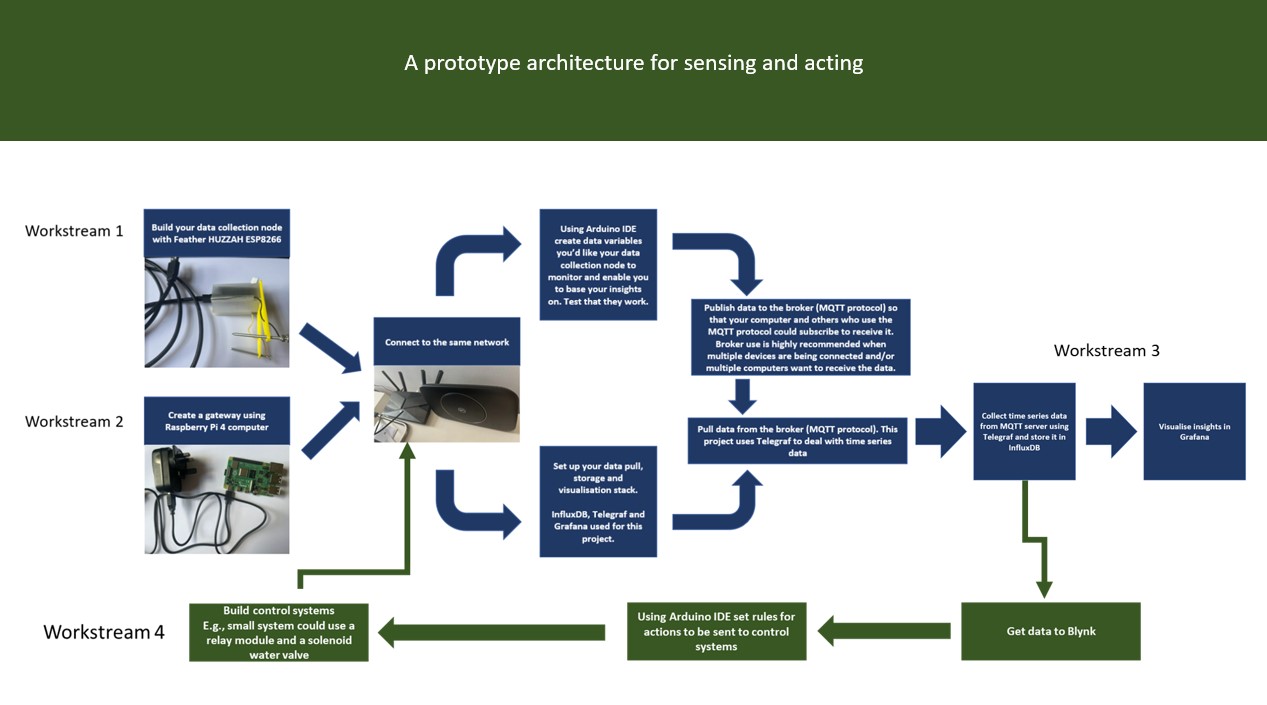 A prototype architecture for sensing and acting
Workstream 1
Build your data collection node
with Feather HUZZAH ESP8266
Workstream 2
Create a gateway using
Raspberry Pi 4 computer
Connect to the same network
Using Arduino IDE
create data variables
you'd like your data
collection node to
monitor and enable you
to base your insights
on. Test that they work.
Set up your data pull,
storage and
visualisation stack.
InfluxDB, Telegraf and
Grafana used for this
project.
Publish data to the broker (MQTT protocol) so
that your computer and others who use the
MQTT protocol could subscribe to receive it.
Broker use is highly recommended when
multiple devices are being connected and/or
multiple computers want to receive the data.
Pull data from the broker (MQTT protocol). This
project uses Telegraf to deal with time series
data
Workstream 3
Collect time series data
from MQTT server using
Telegraf and store it in
InfluxDB
Visualise insights in
Grafana
Workstream 4
Build control systems
E.g., small system could use a
relay module and a solenoid
water valve
Using Arduino IDE set rules for
actions to be sent to control
systems
Get data to Blynk